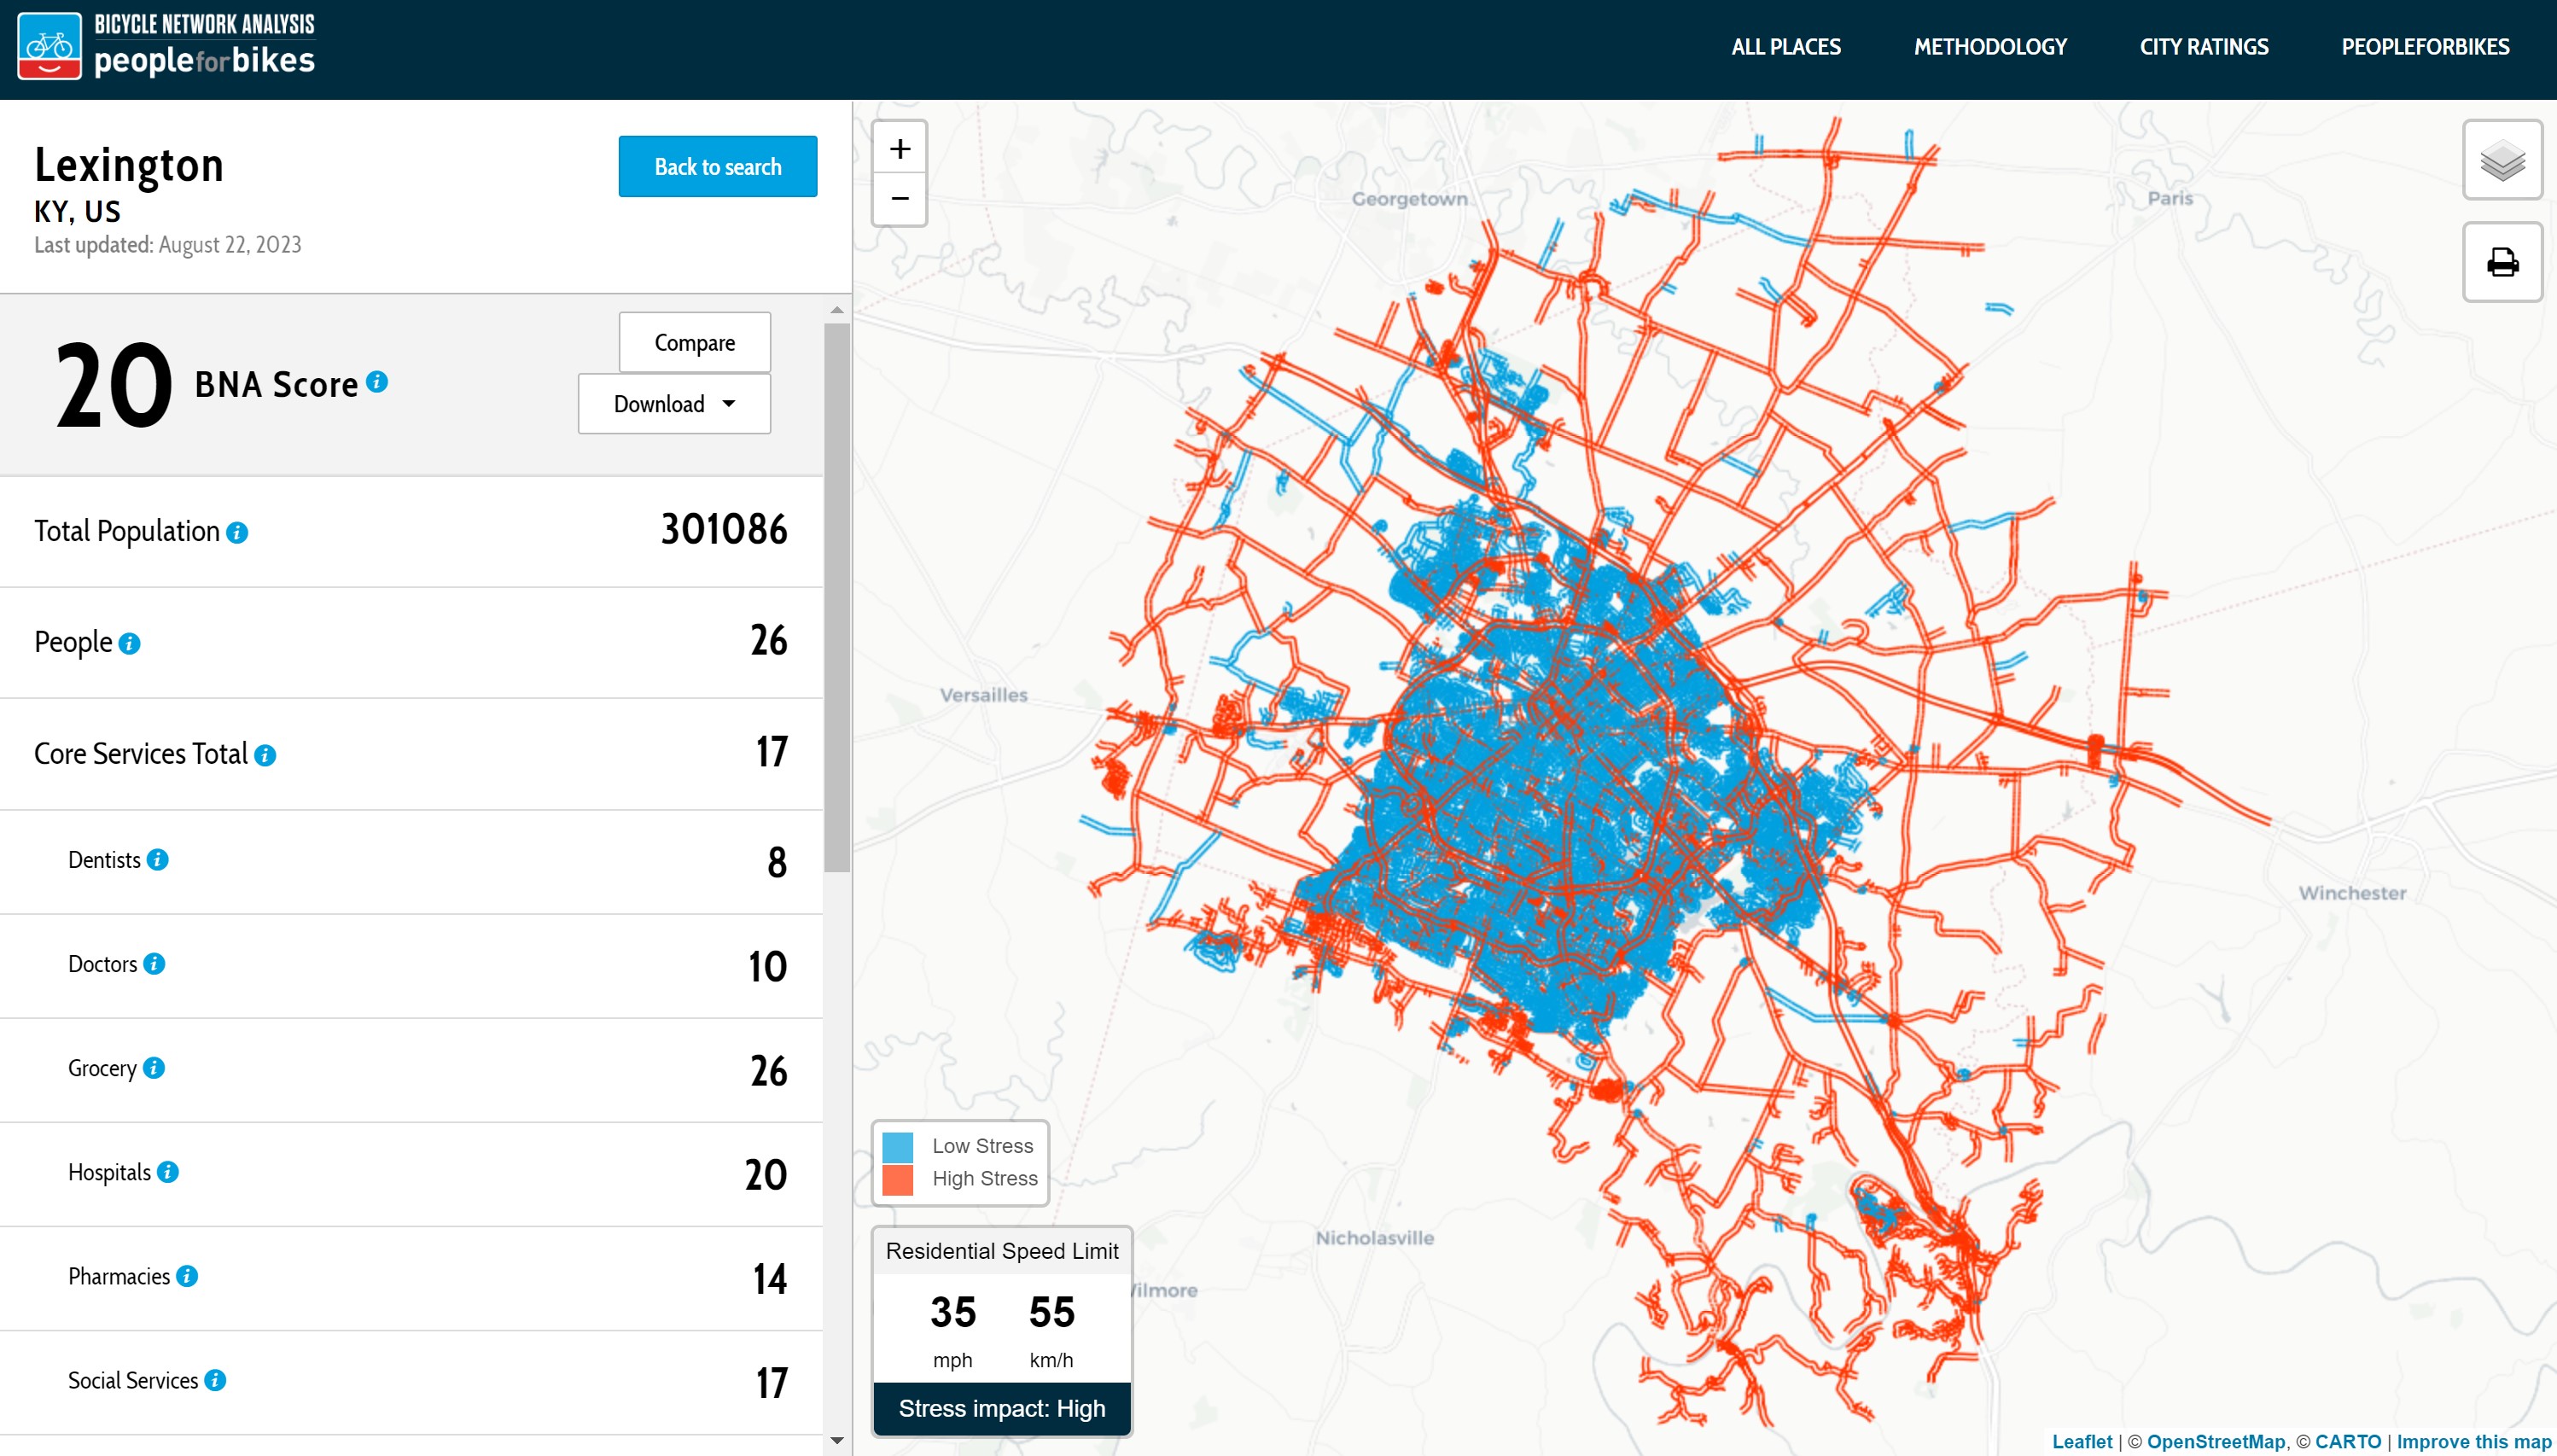 BICYCLE NETWORK ANALYSIS
peopleforbikes
ALL PLACES
METHODOLOGY
CITY RATINGS
PEOPLEFORBIKES
Lexington
KY, US
Last updated: August 22, 2023
Back to search
20 BNA Score
Compare
Download
Total Population 301086
People 26
Core Services Total 17
Dentists 8
Doctors 10
Grocery 26
Hospitals 20
Pharmacies 14
Social Services 17
+
−
Georgetown
Paris
Versailles
Winchester
Nicholasville
Low Stress
High Stress
Residential Speed Limit
35 55
mph km/h
Stress impact: High
Leaflet | © OpenStreetMap, © CARTO | Improve this map